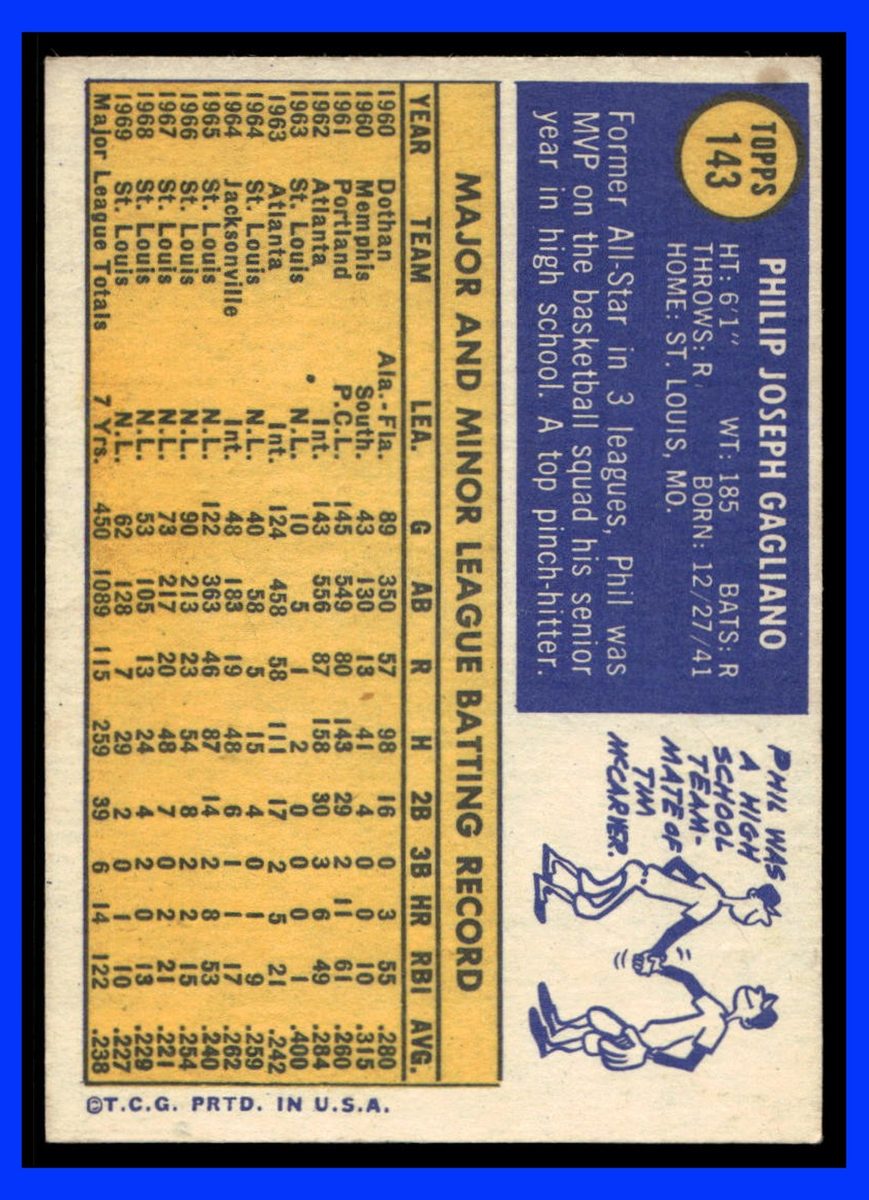 TOPPS
143
PHILIP JOSEPH GAGLIANO
HT: 6'1" WT: 185 BATS: R
THROWS: R BORN: 12/27/41
HOME: ST. LOUIS, MO.
Former All-Star in 3 leagues, Phil was
MVP on the basketball squad his senior
year in high school. A top pinch-hitter.
PHIL WAS
A HIGH
SCHOOL
TEAM-
MATE OF
TIM
McCARVER.
MAJOR AND MINOR LEAGUE BATTING RECORD
YEAR TEAM LEA. G AB R H 2B 3B HR RBI AVG.
1960 Dothan Ala.-Fla. 89 350 57 98 16 0 3 55 .280
1960 Memphis South. 43 130 13 41 4 0 0 10 .315
1961 Portland P.C.L. 145 549 80 143 29 2 11 61 .260
1962 Atlanta Int. 143 556 87 158 30 3 6 49 .284
1963 St. Louis N.L. 10 5 1 2 0 0 0 1 .400
1963 Atlanta Int. 124 458 58 111 17 2 5 21 .242
1964 St. Louis N.L. 40 58 5 15 4 0 1 9 .259
1964 Jacksonville Int. 48 183 19 48 6 1 1 17 .262
1965 St. Louis N.L. 122 363 46 87 14 2 8 53 .240
1966 St. Louis N.L. 90 213 23 54 8 2 2 15 .254
1967 St. Louis N.L. 73 217 20 48 7 0 2 21 .221
1968 St. Louis N.L. 53 105 13 24 4 2 0 13 .229
1969 St. Louis N.L. 62 128 7 29 2 0 1 10 .227
Major League Totals 7 Yrs. 450 1089 115 259 39 6 14 122 .238
©T.C.G. PRTD. IN U.S.A.